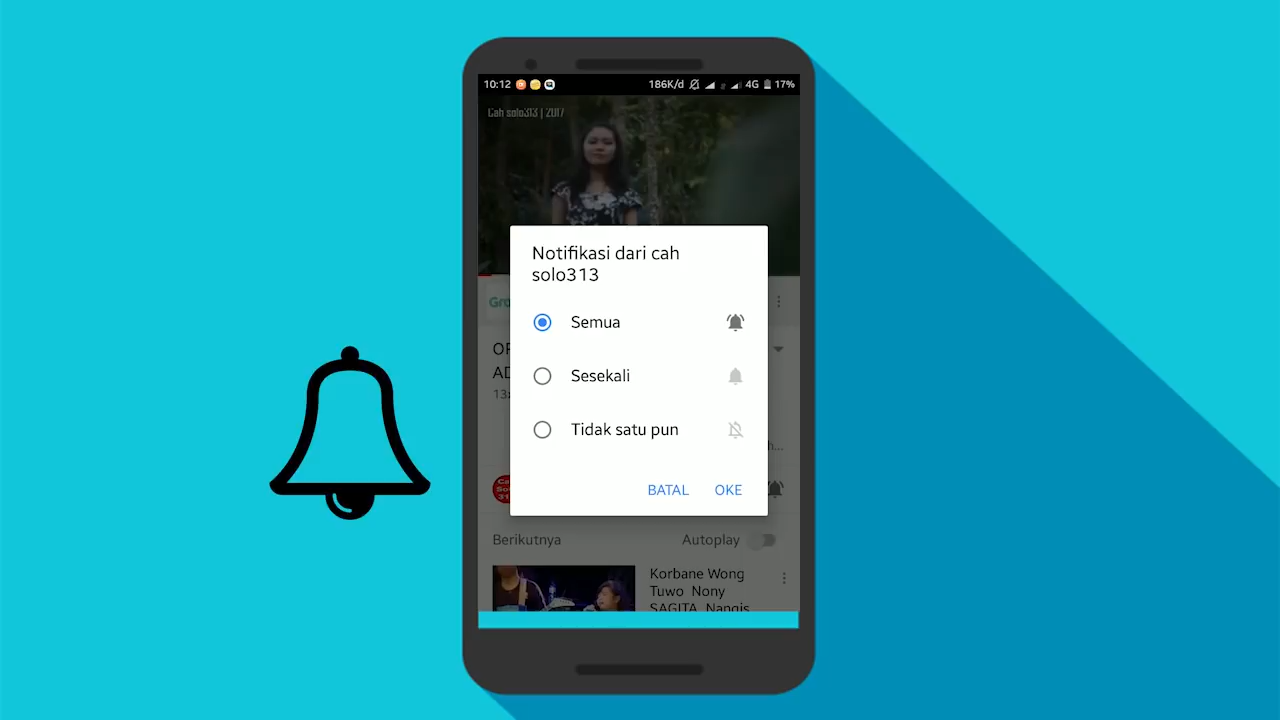 10:12 186K/d 4G 17%
Cah solo313 | 2017
Notifikasi dari cah
solo313
Semua
Sesekali
Tidak satu pun
BATAL OKE
Berikutnya Autoplay
Korbane Wong
Tuwo Nony
SAGITA Nangis